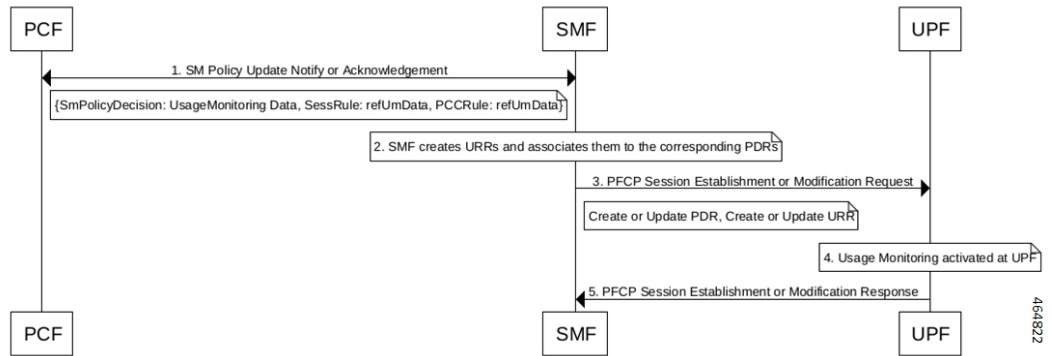 PCF
SMF
UPF
1. SM Policy Update Notify or Acknowledgement
{SmPolicyDecision: UsageMonitoring Data, SessRule: refUmData, PCCRule: refUmData}
2. SMF creates URRs and associates them to the corresponding PDRs
3. PFCP Session Establishment or Modification Request
Create or Update PDR, Create or Update URR
4. Usage Monitoring activated at UPF
5. PFCP Session Establishment or Modification Response
PCF
SMF
UPF
464822